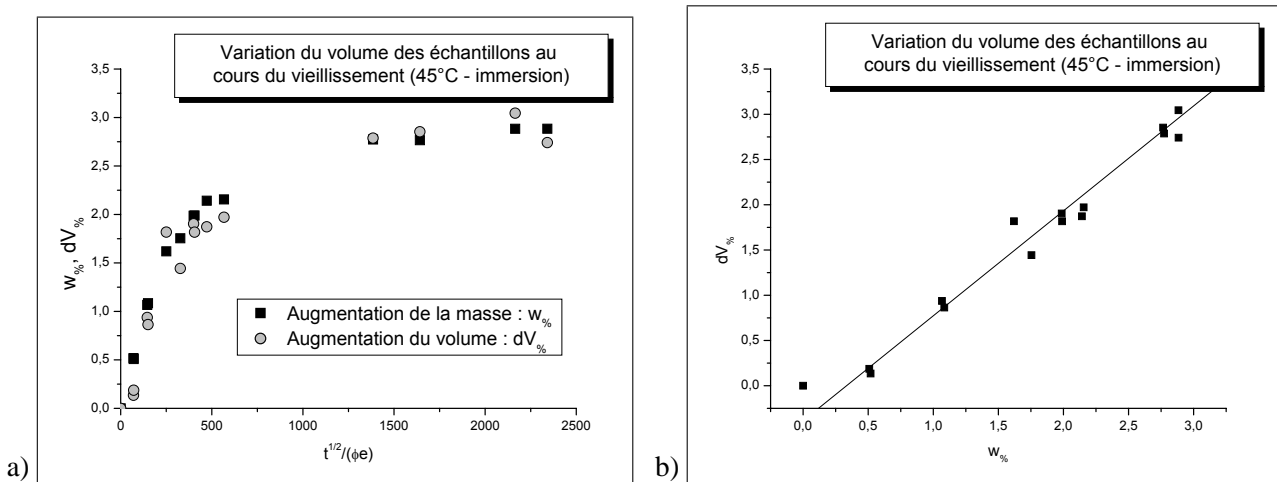 Variation du volume des échantillons au
cours du vieillissement (45°C - immersion)
3,5
3,0
2,5
2,0
1,5
1,0
0,5
0,0
w%, dV%
Augmentation de la masse : w%
Augmentation du volume : dV%
0 500 1000 1500 2000 2500
t1/2/(ϕe)
a)
Variation du volume des échantillons au
cours du vieillissement (45°C - immersion)
3,5
3,0
2,5
2,0
1,5
1,0
0,5
0,0
dV%
0,0 0,5 1,0 1,5 2,0 2,5 3,0
w%
b)